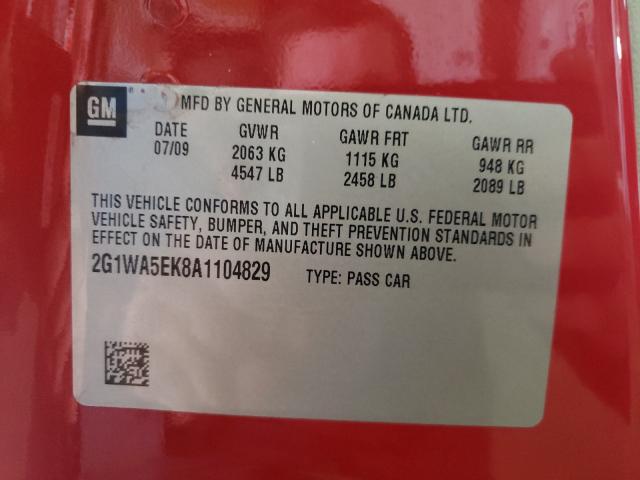 GM
MFD BY GENERAL MOTORS OF CANADA LTD.
DATE GVWR GAWR FRT GAWR RR
07/09 2063 KG 1115 KG 948 KG
4547 LB 2458 LB 2089 LB
THIS VEHICLE CONFORMS TO ALL APPLICABLE U.S. FEDERAL MOTOR
VEHICLE SAFETY, BUMPER, AND THEFT PREVENTION STANDARDS IN
EFFECT ON THE DATE OF MANUFACTURE SHOWN ABOVE.
2G1WA5EK8A1104829 TYPE: PASS CAR